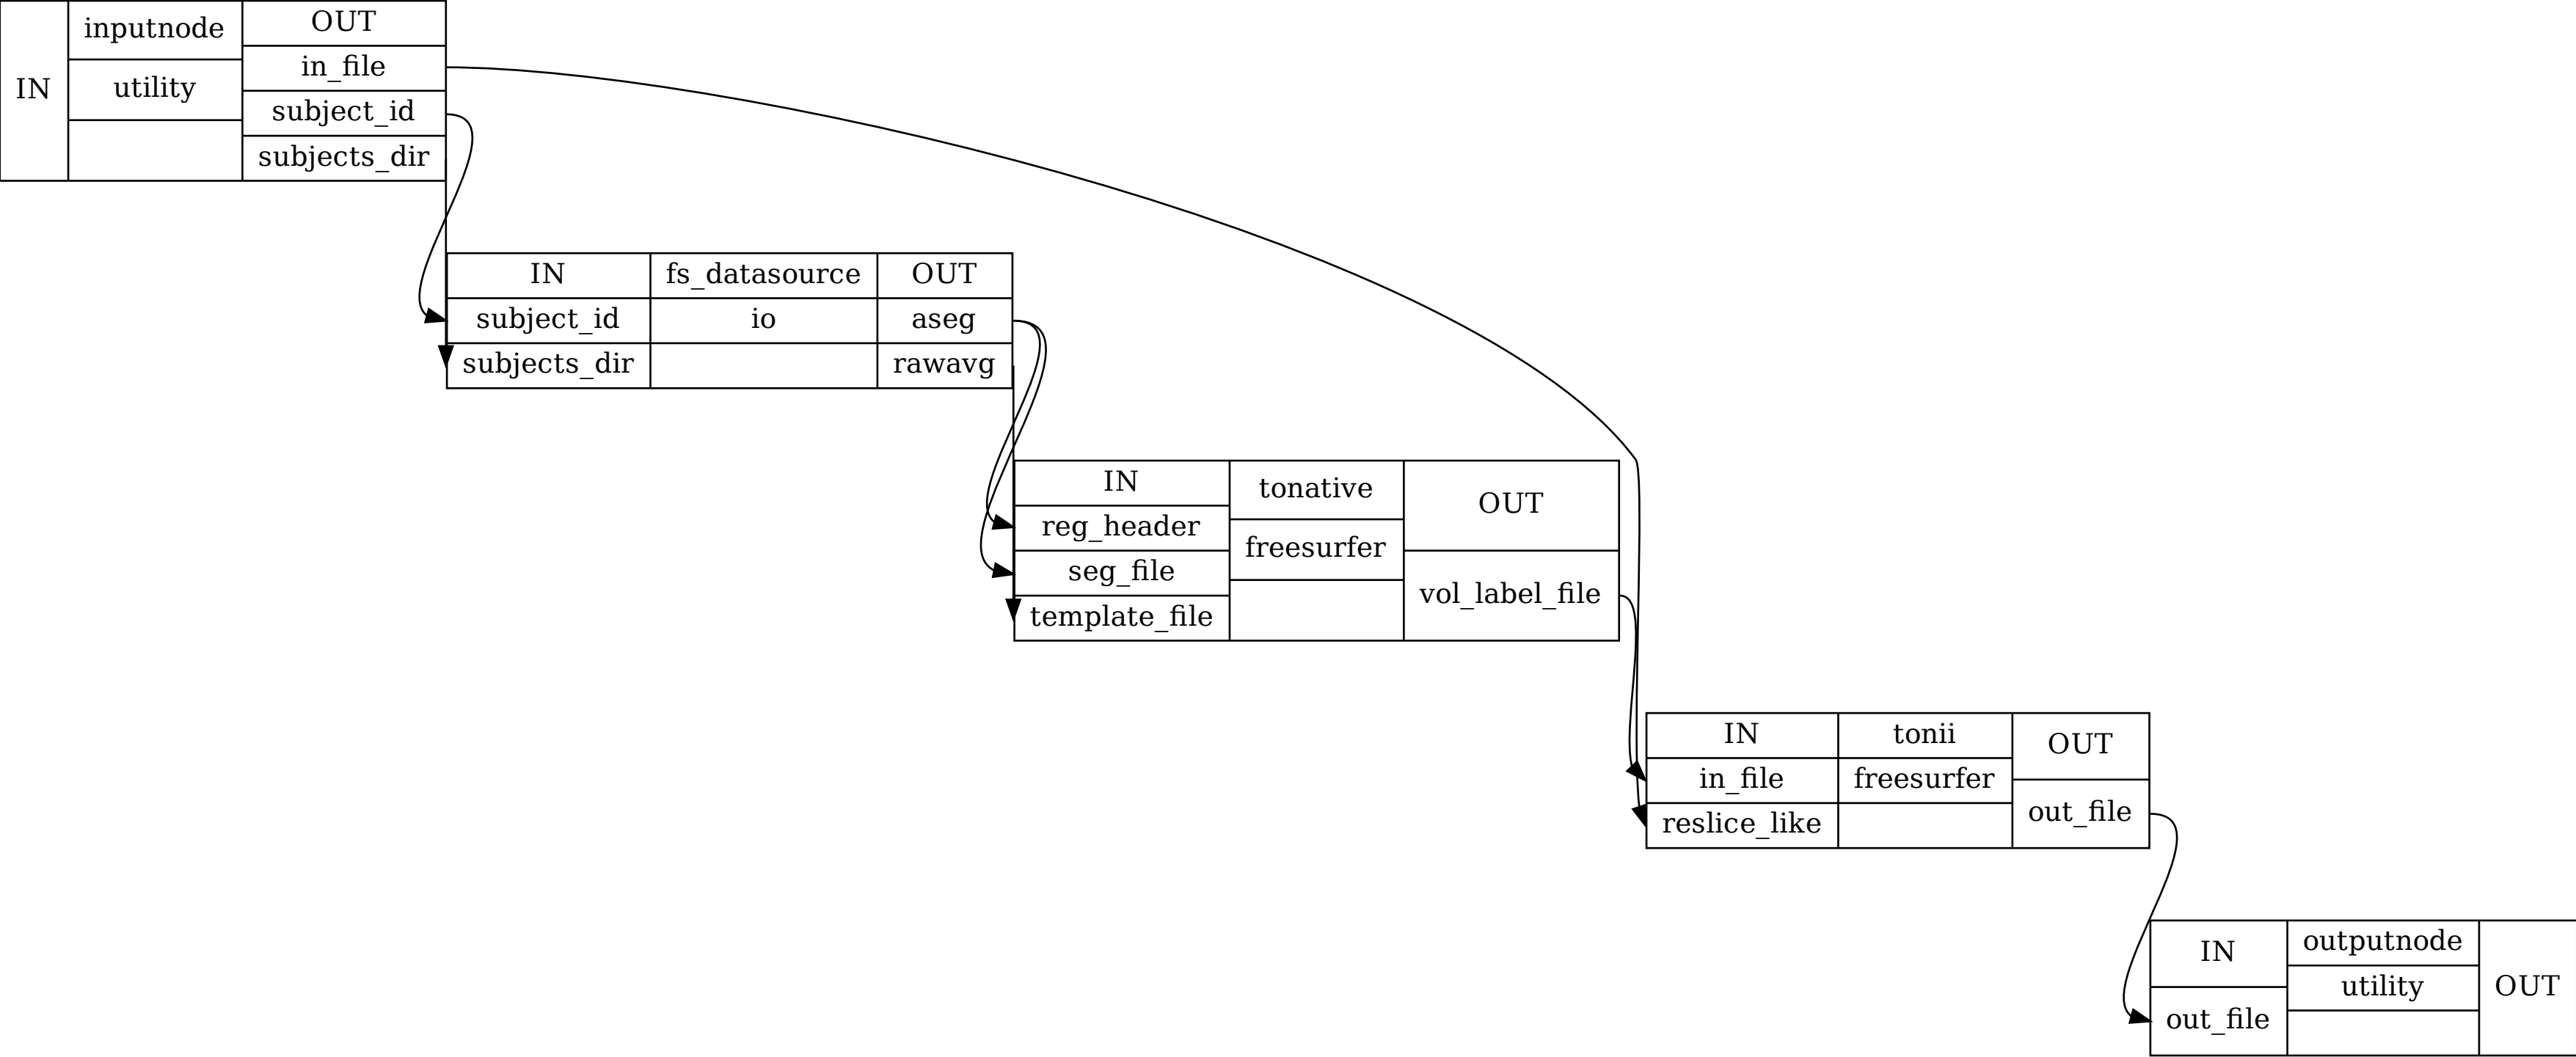 IN
inputnode
utility
OUT
in_file
subject_id
subjects_dir
IN
subject_id
subjects_dir
fs_datasource
io
OUT
aseg
rawavg
IN
reg_header
seg_file
template_file
tonative
freesurfer
OUT
vol_label_file
IN
in_file
reslice_like
tonii
freesurfer
OUT
out_file
IN
out_file
outputnode
utility
OUT